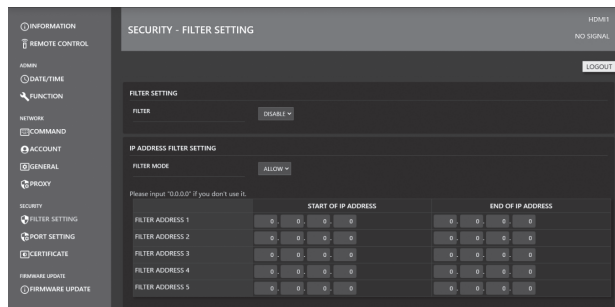 INFORMATION
REMOTE CONTROL
ADMIN
DATE/TIME
FUNCTION
NETWORK
COMMAND
ACCOUNT
GENERAL
PROXY
SECURITY
FILTER SETTING
PORT SETTING
CERTIFICATE
FIRMWARE UPDATE
FIRMWARE UPDATE
SECURITY - FILTER SETTING
HDMI1
NO SIGNAL
LOGOUT
FILTER SETTING
FILTER DISABLE
IP ADDRESS FILTER SETTING
FILTER MODE ALLOW
Please input "0.0.0.0" if you don't use it.
START OF IP ADDRESS END OF IP ADDRESS
FILTER ADDRESS 1 0 . 0 . 0 . 0 0 . 0 . 0 . 0
FILTER ADDRESS 2 0 . 0 . 0 . 0 0 . 0 . 0 . 0
FILTER ADDRESS 3 0 . 0 . 0 . 0 0 . 0 . 0 . 0
FILTER ADDRESS 4 0 . 0 . 0 . 0 0 . 0 . 0 . 0
FILTER ADDRESS 5 0 . 0 . 0 . 0 0 . 0 . 0 . 0